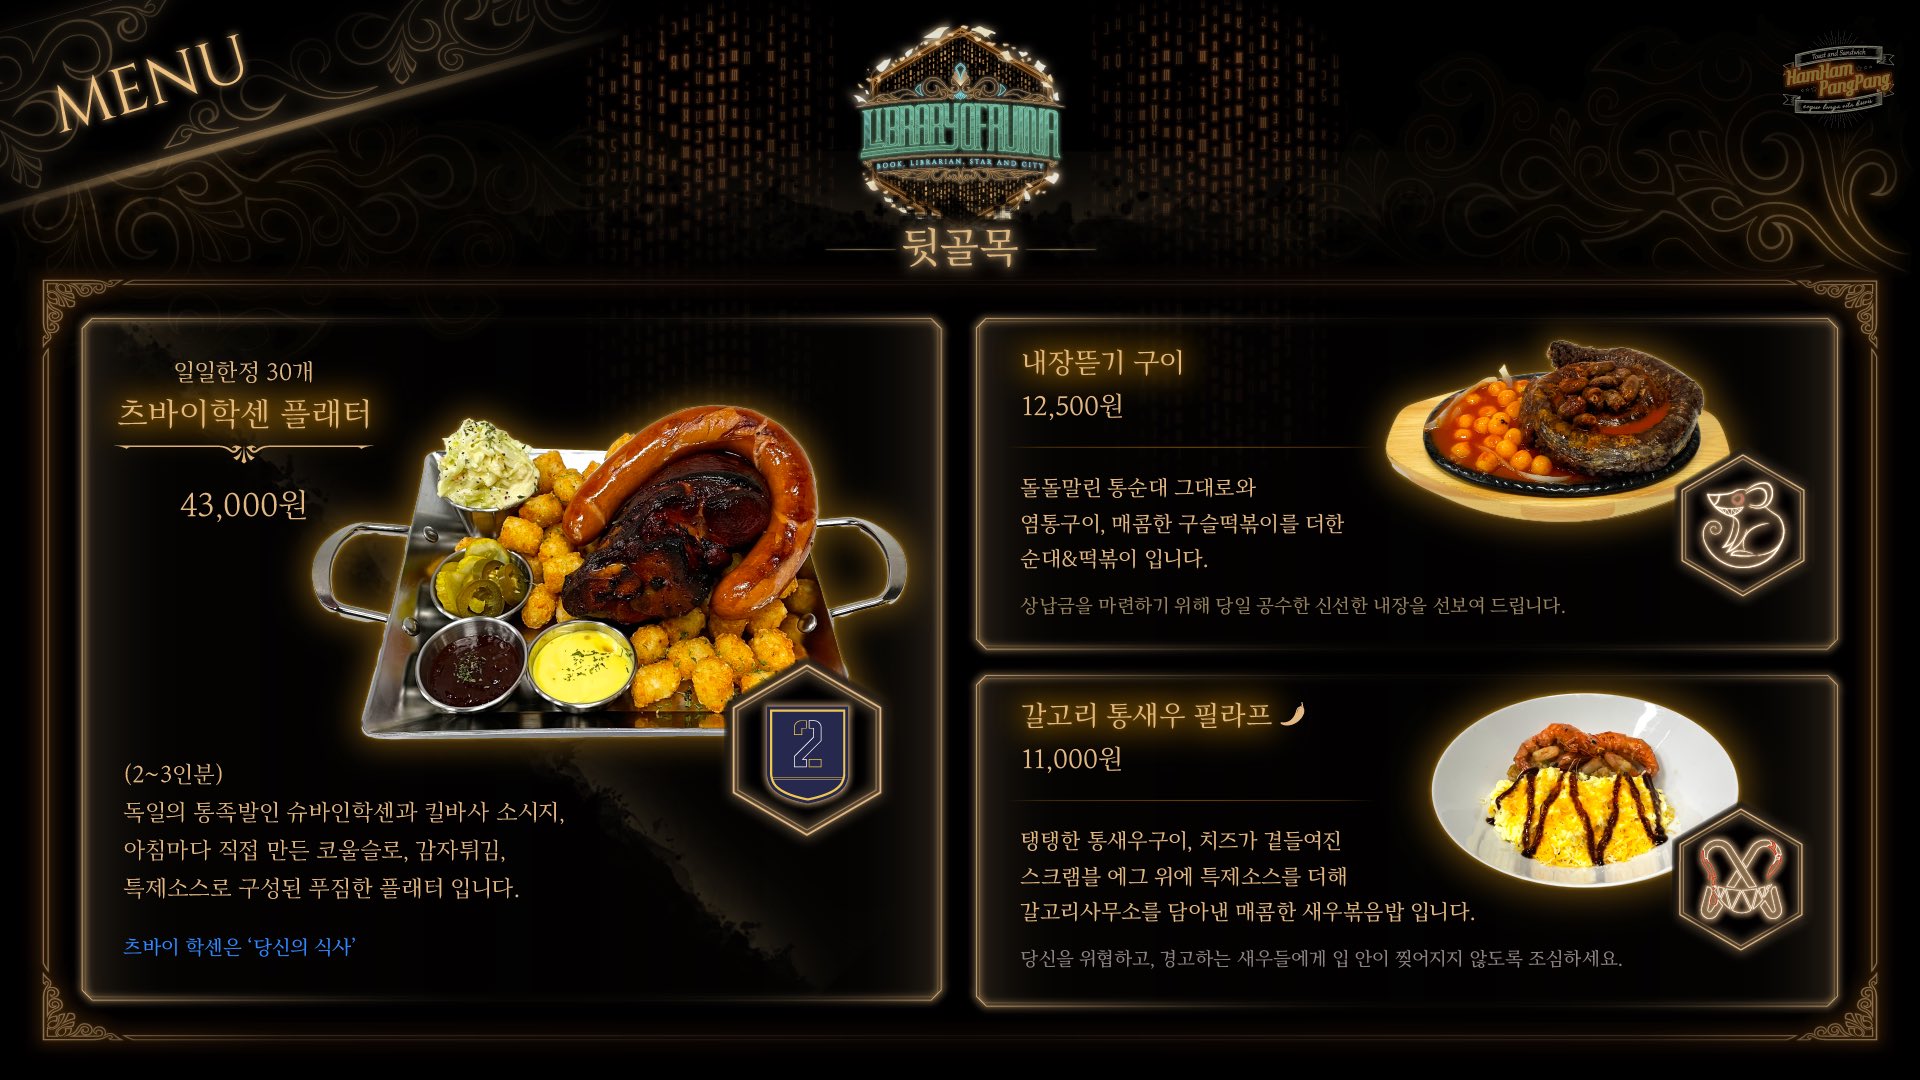 MENU
LIBRARY OF RUINA
BOOK, LIBRARIAN, STAR AND CITY
Toast and Sandwich
HamHam
PangPang
뒷골목
일일한정 30개
츠바이학센 플래터
43,000원
2
(2~3인분)
독일의 통족발인 슈바인학센과 킬바사 소시지,
아침마다 직접 만든 코울슬로, 감자튀김,
특제소스로 구성된 푸짐한 플래터 입니다.
츠바이 학센은 ‘당신의 식사’
내장뜯기 구이
12,500원
돌돌말린 통순대 그대로와
염통구이, 매콤한 구슬떡볶이를 더한
순대&떡볶이 입니다.
상납금을 마련하기 위해 당일 공수한 신선한 내장을 선보여 드립니다.
갈고리 통새우 필라프
11,000원
탱탱한 통새우구이, 치즈가 곁들여진
스크램블 에그 위에 특제소스를 더해
갈고리사무소를 담아낸 매콤한 새우볶음밥 입니다.
당신을 위협하고, 경고하는 새우들에게 입 안이 찢어지지 않도록 조심하세요.